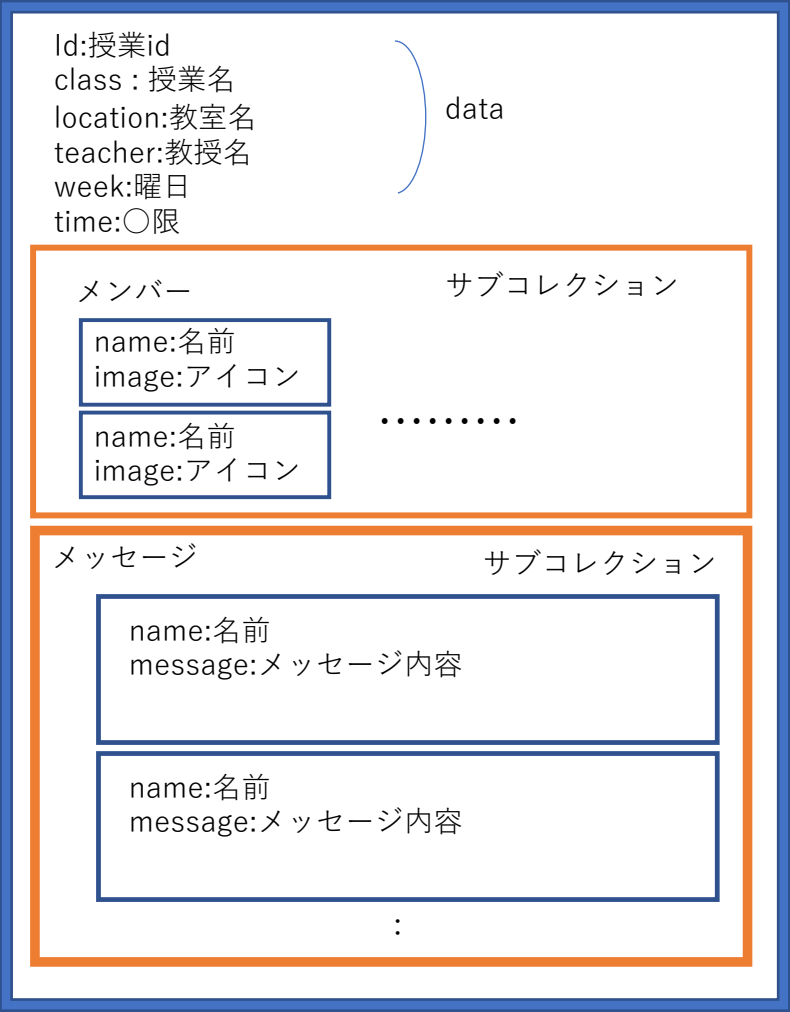 Id:授業id
class : 授業名
location:教室名
teacher:教授名
week:曜日
time:○限
data
メンバー
サブコレクション
name:名前
image:アイコン
name:名前
image:アイコン
・・・・・・・・・
メッセージ
サブコレクション
name:名前
message:メッセージ内容
name:名前
message:メッセージ内容
: